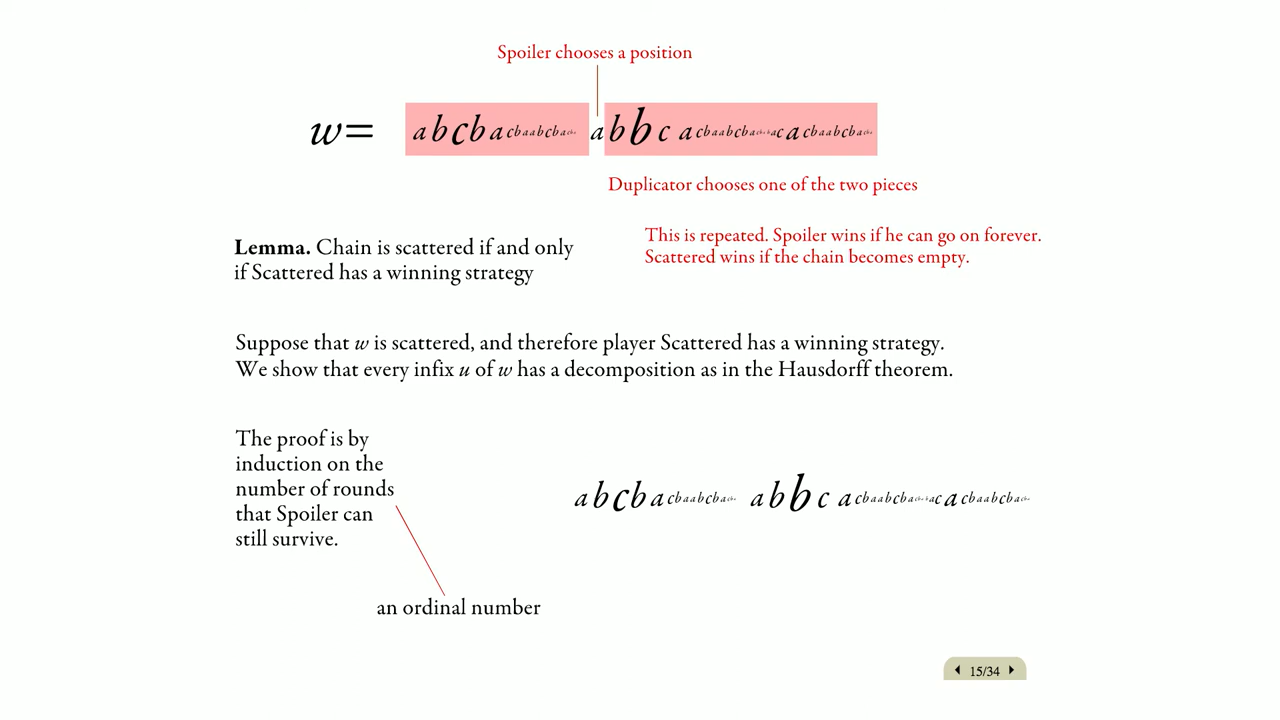 Spoiler chooses a position
w= a b c b a c b a a b c b a c b a b b c a c b a a b c b a c b a c a c b a a b c b a c b
Duplicator chooses one of the two pieces
This is repeated. Spoiler wins if he can go on forever.
Scattered wins if the chain becomes empty.
Lemma. Chain is scattered if and only
if Scattered has a winning strategy
Suppose that w is scattered, and therefore player Scattered has a winning strategy.
We show that every infix u of w has a decomposition as in the Hausdorff theorem.
The proof is by
induction on the
number of rounds
that Spoiler can
still survive.
a b c b a c b a a b c b a a b b c a c b a a b c b a c a c b a a b c b a
an ordinal number
15/34